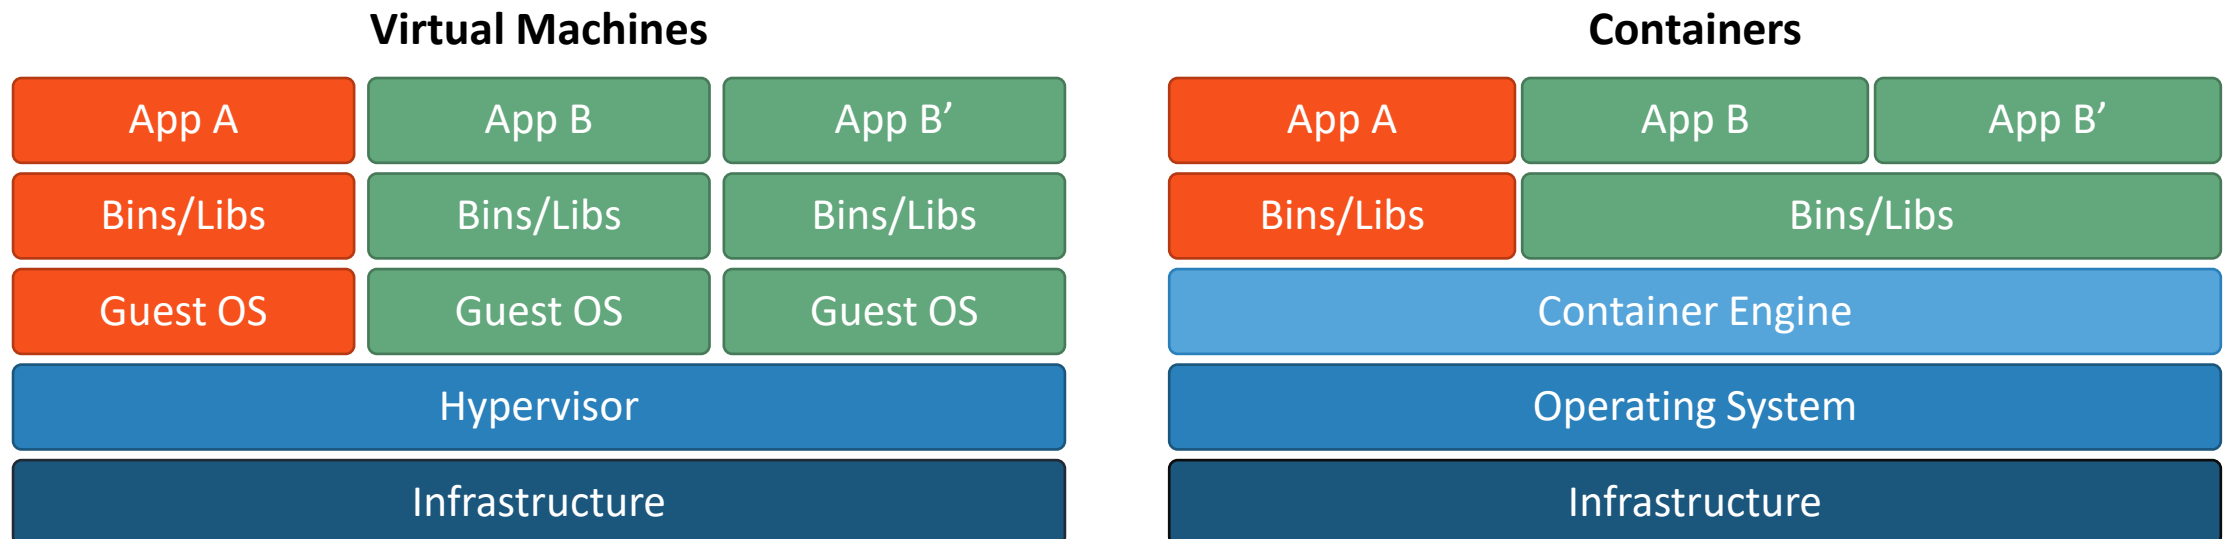 Virtual Machines
App A
App B
App B’
Bins/Libs
Bins/Libs
Bins/Libs
Guest OS
Guest OS
Guest OS
Hypervisor
Infrastructure
Containers
App A
App B
App B’
Bins/Libs
Bins/Libs
Container Engine
Operating System
Infrastructure